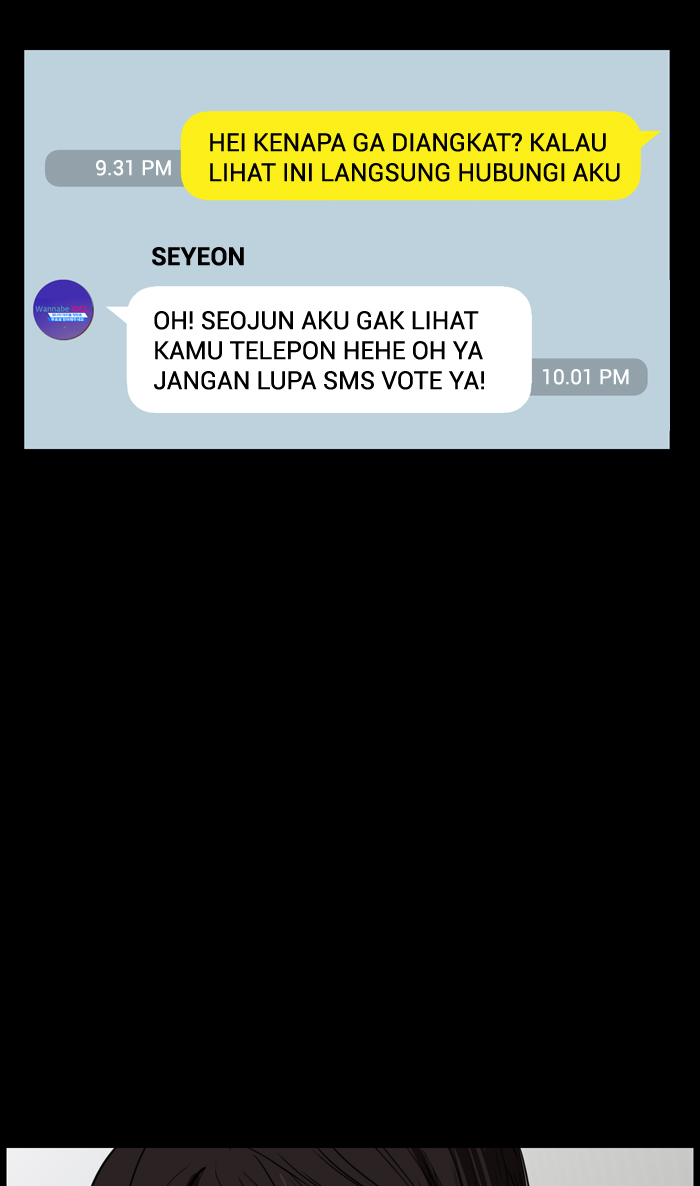 HEI KENAPA GA DIANGKAT? KALAU
LIHAT INI LANGSUNG HUBUNGI AKU
9.31 PM
SEYEON
Wannabe
OH! SEOJUN AKU GAK LIHAT
KAMU TELEPON HEHE OH YA
JANGAN LUPA SMS VOTE YA!
10.01 PM